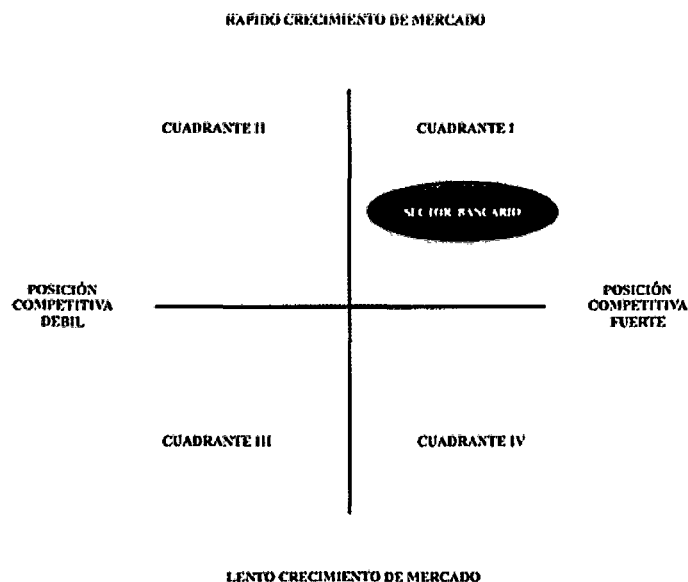 RAPIDO CRECIMIENTO DE MERCADO
CUADRANTE II
CUADRANTE I
SECTOR BANCARIO
POSICIÓN
COMPETITIVA
DEBIL
POSICIÓN
COMPETITIVA
FUERTE
CUADRANTE III
CUADRANTE IV
LENTO CRECIMIENTO DE MERCADO